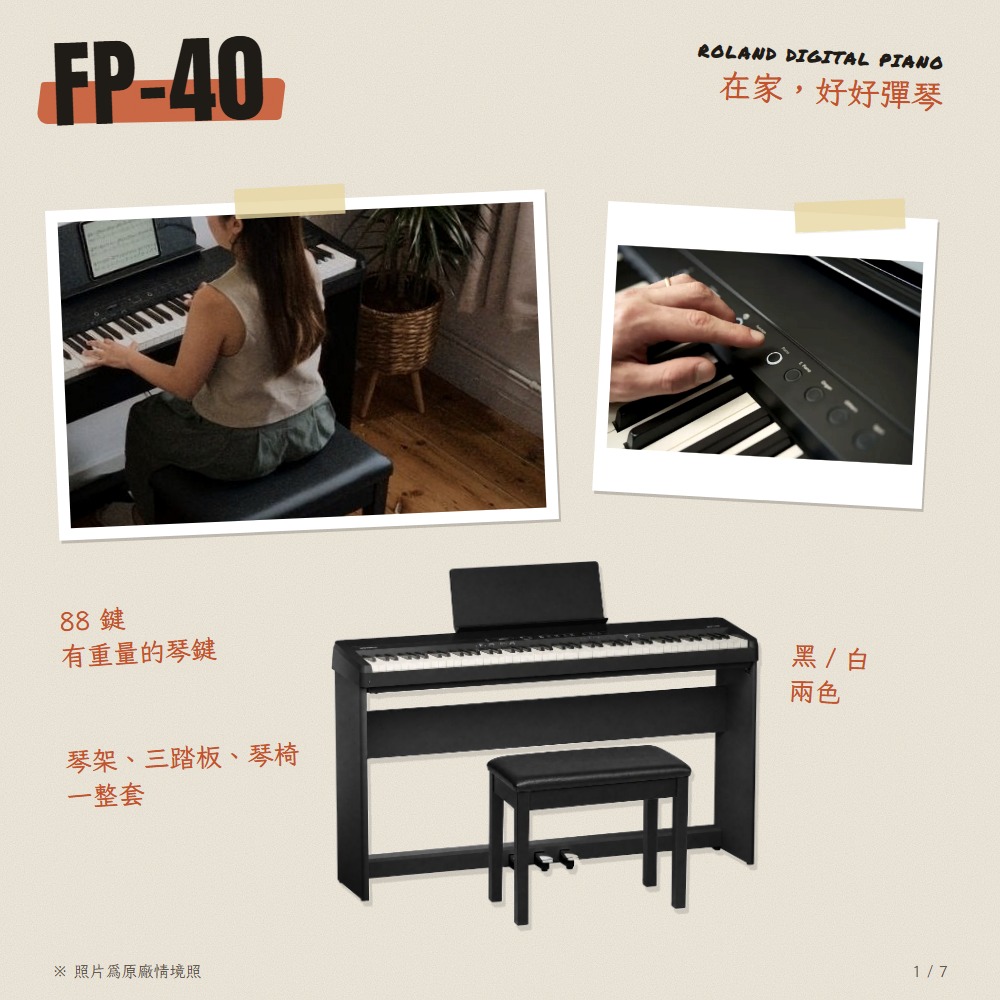 FP-40
ROLAND DIGITAL PIANO
在家，好好彈琴
88 鍵
有重量的琴鍵
黑 / 白
兩色
琴架、三踏板、琴椅
一整套
※ 照片為原廠情境照
1 / 7